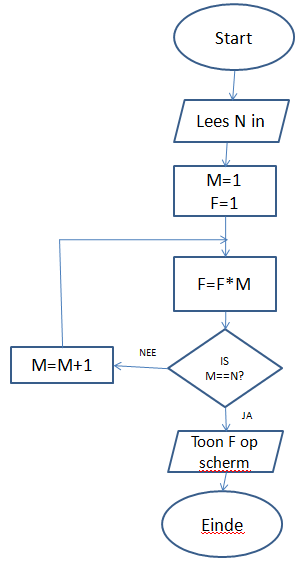 Start
Lees N in
M=1
F=1
F=F*M
IS
M==N?
NEE
M=M+1
JA
Toon F op
scherm
Einde